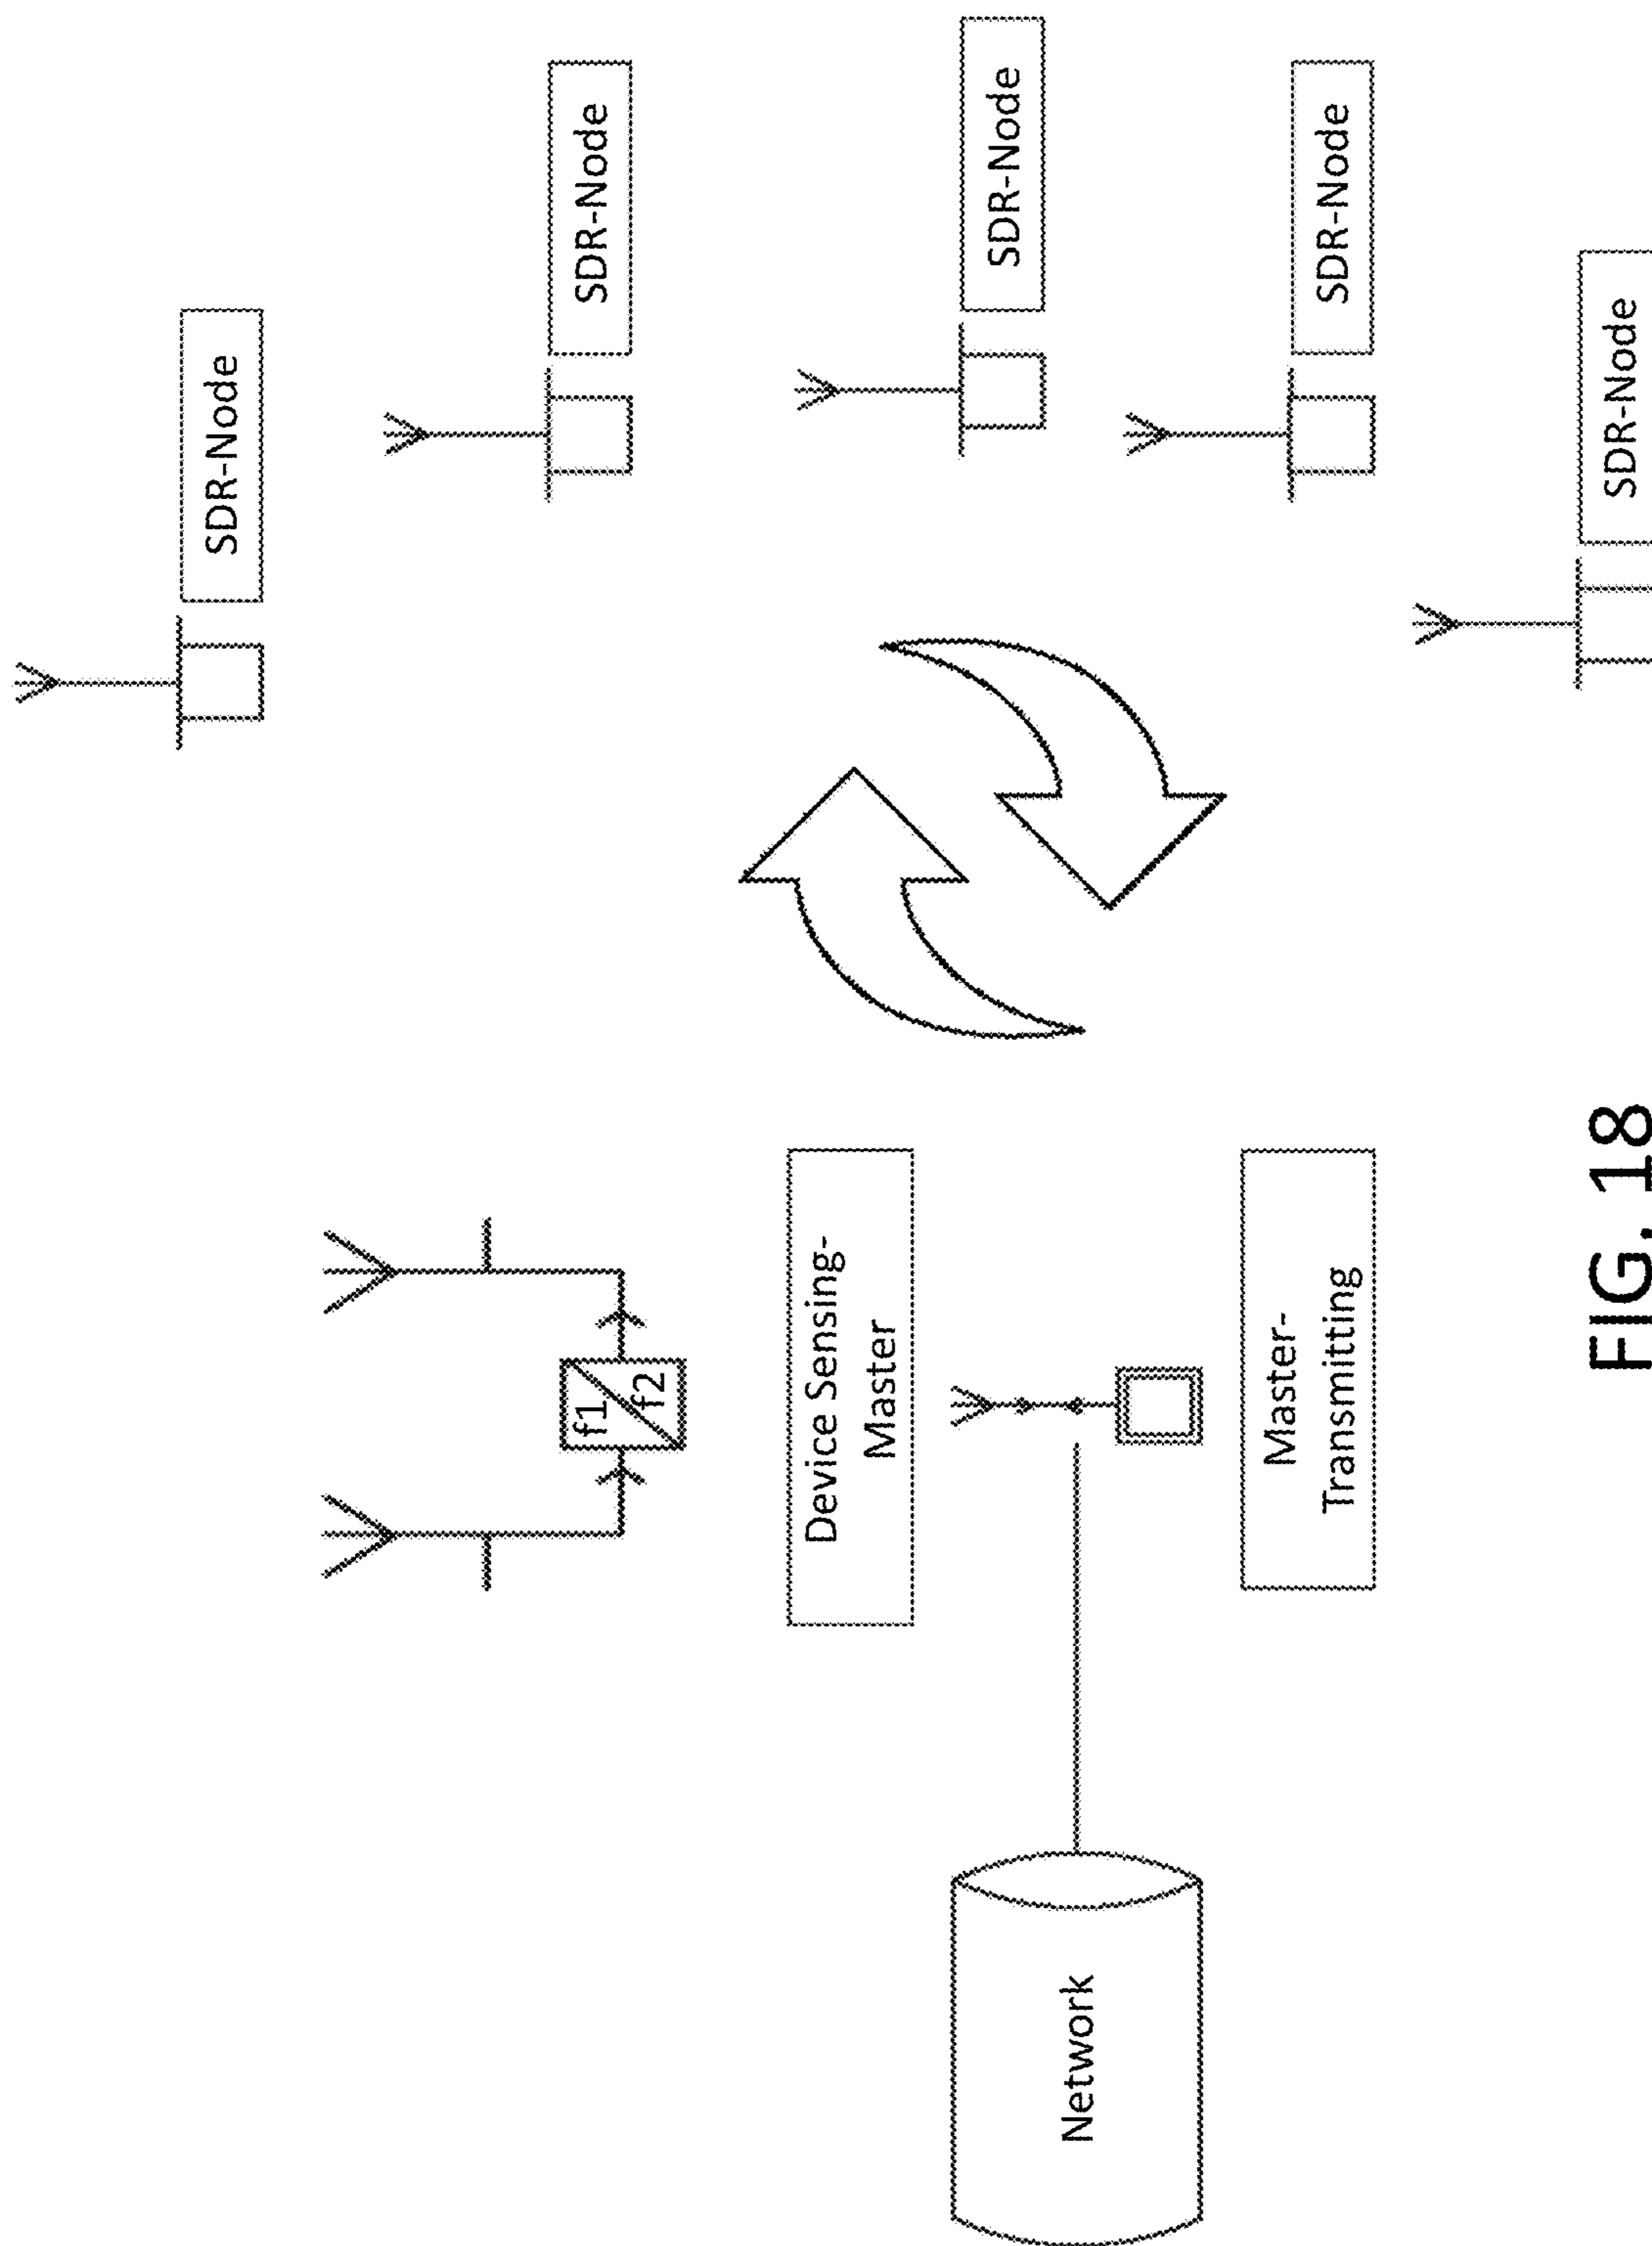 SDR-Node
SDR-Node
SDR-Node
SDR-Node
SDR-Node
f1
f2
Device Sensing-
Master
Master-
Transmitting
Network
FIG. 18